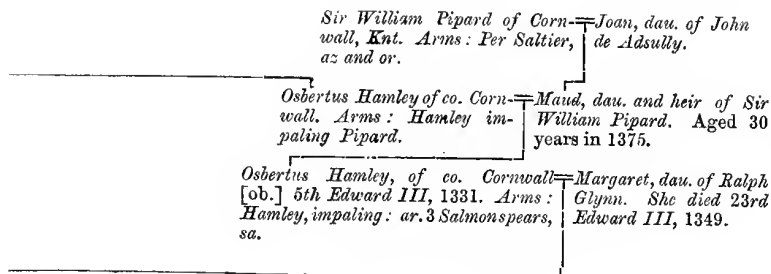 Sir William Pipard of Corn-
wall, Knt. Arms: Per Saltier,
az and or.
Joan, dau. of John
de Adsully.
Osbertus Hamley of co. Corn-
wall. Arms: Hamley im-
paling Pipard.
Maud, dau. and heir of Sir
William Pipard. Aged 30
years in 1375.
Osbertus Hamley, of co. Cornwall
[ob.] 5th Edward III, 1331. Arms:
Hamley, impaling: ar. 3 Salmonspears,
sa.
Margaret, dau. of Ralph
Glynn. She died 23rd
Edward III, 1349.